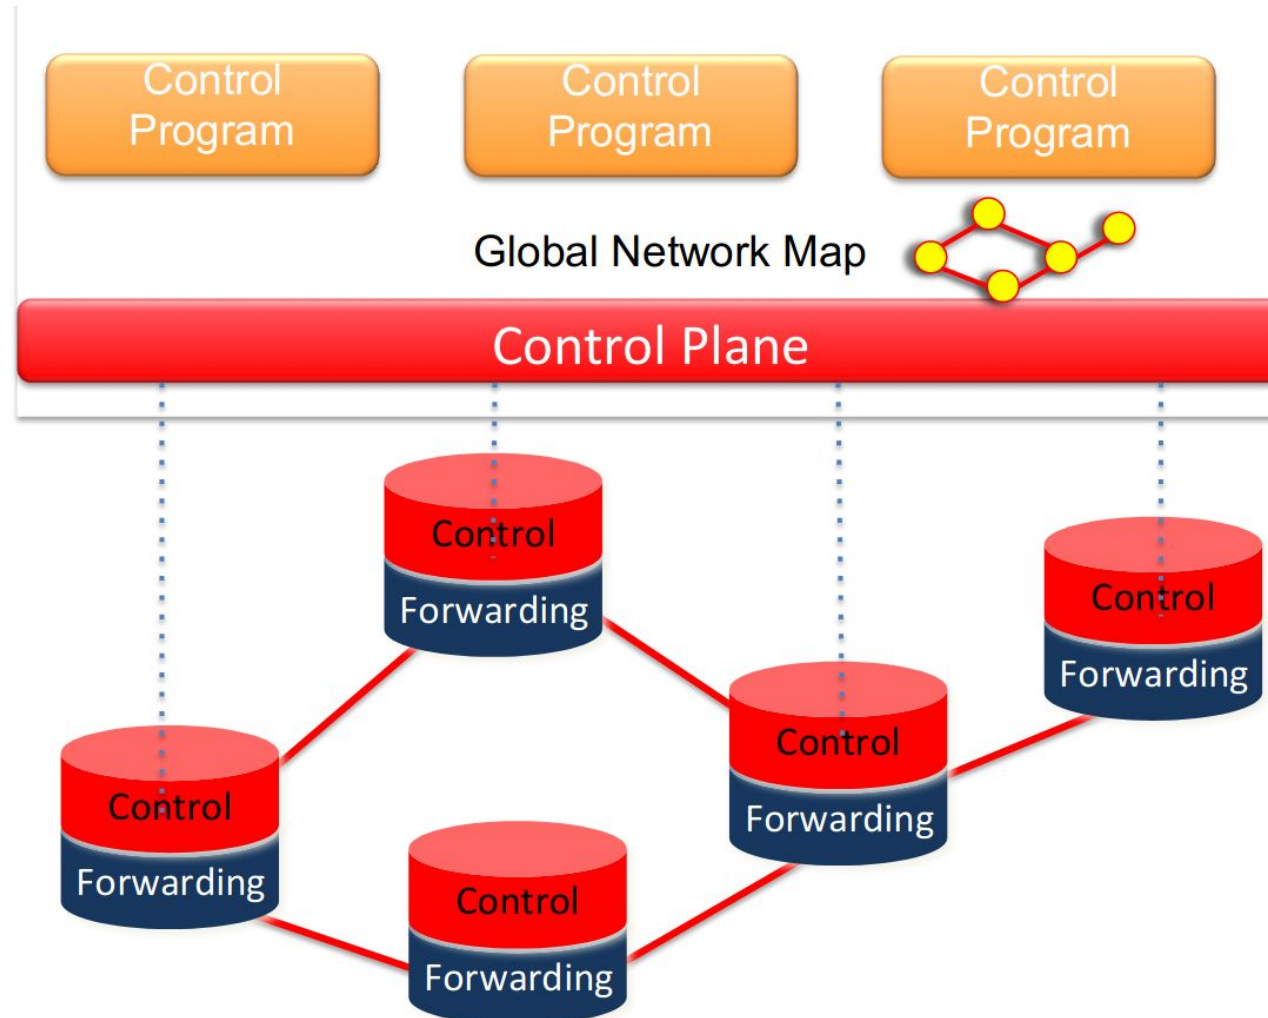 Control
Program
Control
Program
Control
Program
Global Network Map
Control Plane
Control
Forwarding
Control
Forwarding
Control
Forwarding
Control
Forwarding
Control
Forwarding